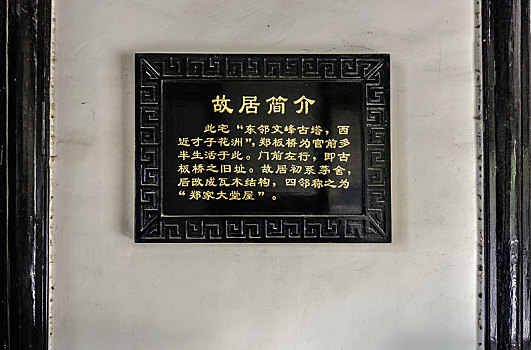 故居简介
此宅“东邻文峰古塔，西
近才子花洲”，郑板桥为官前多
半生活于此。门前左行，即古
板桥之旧址。故居初系茅舍，
后改成瓦木结构，四邻称之为
“郑家大堂屋”。